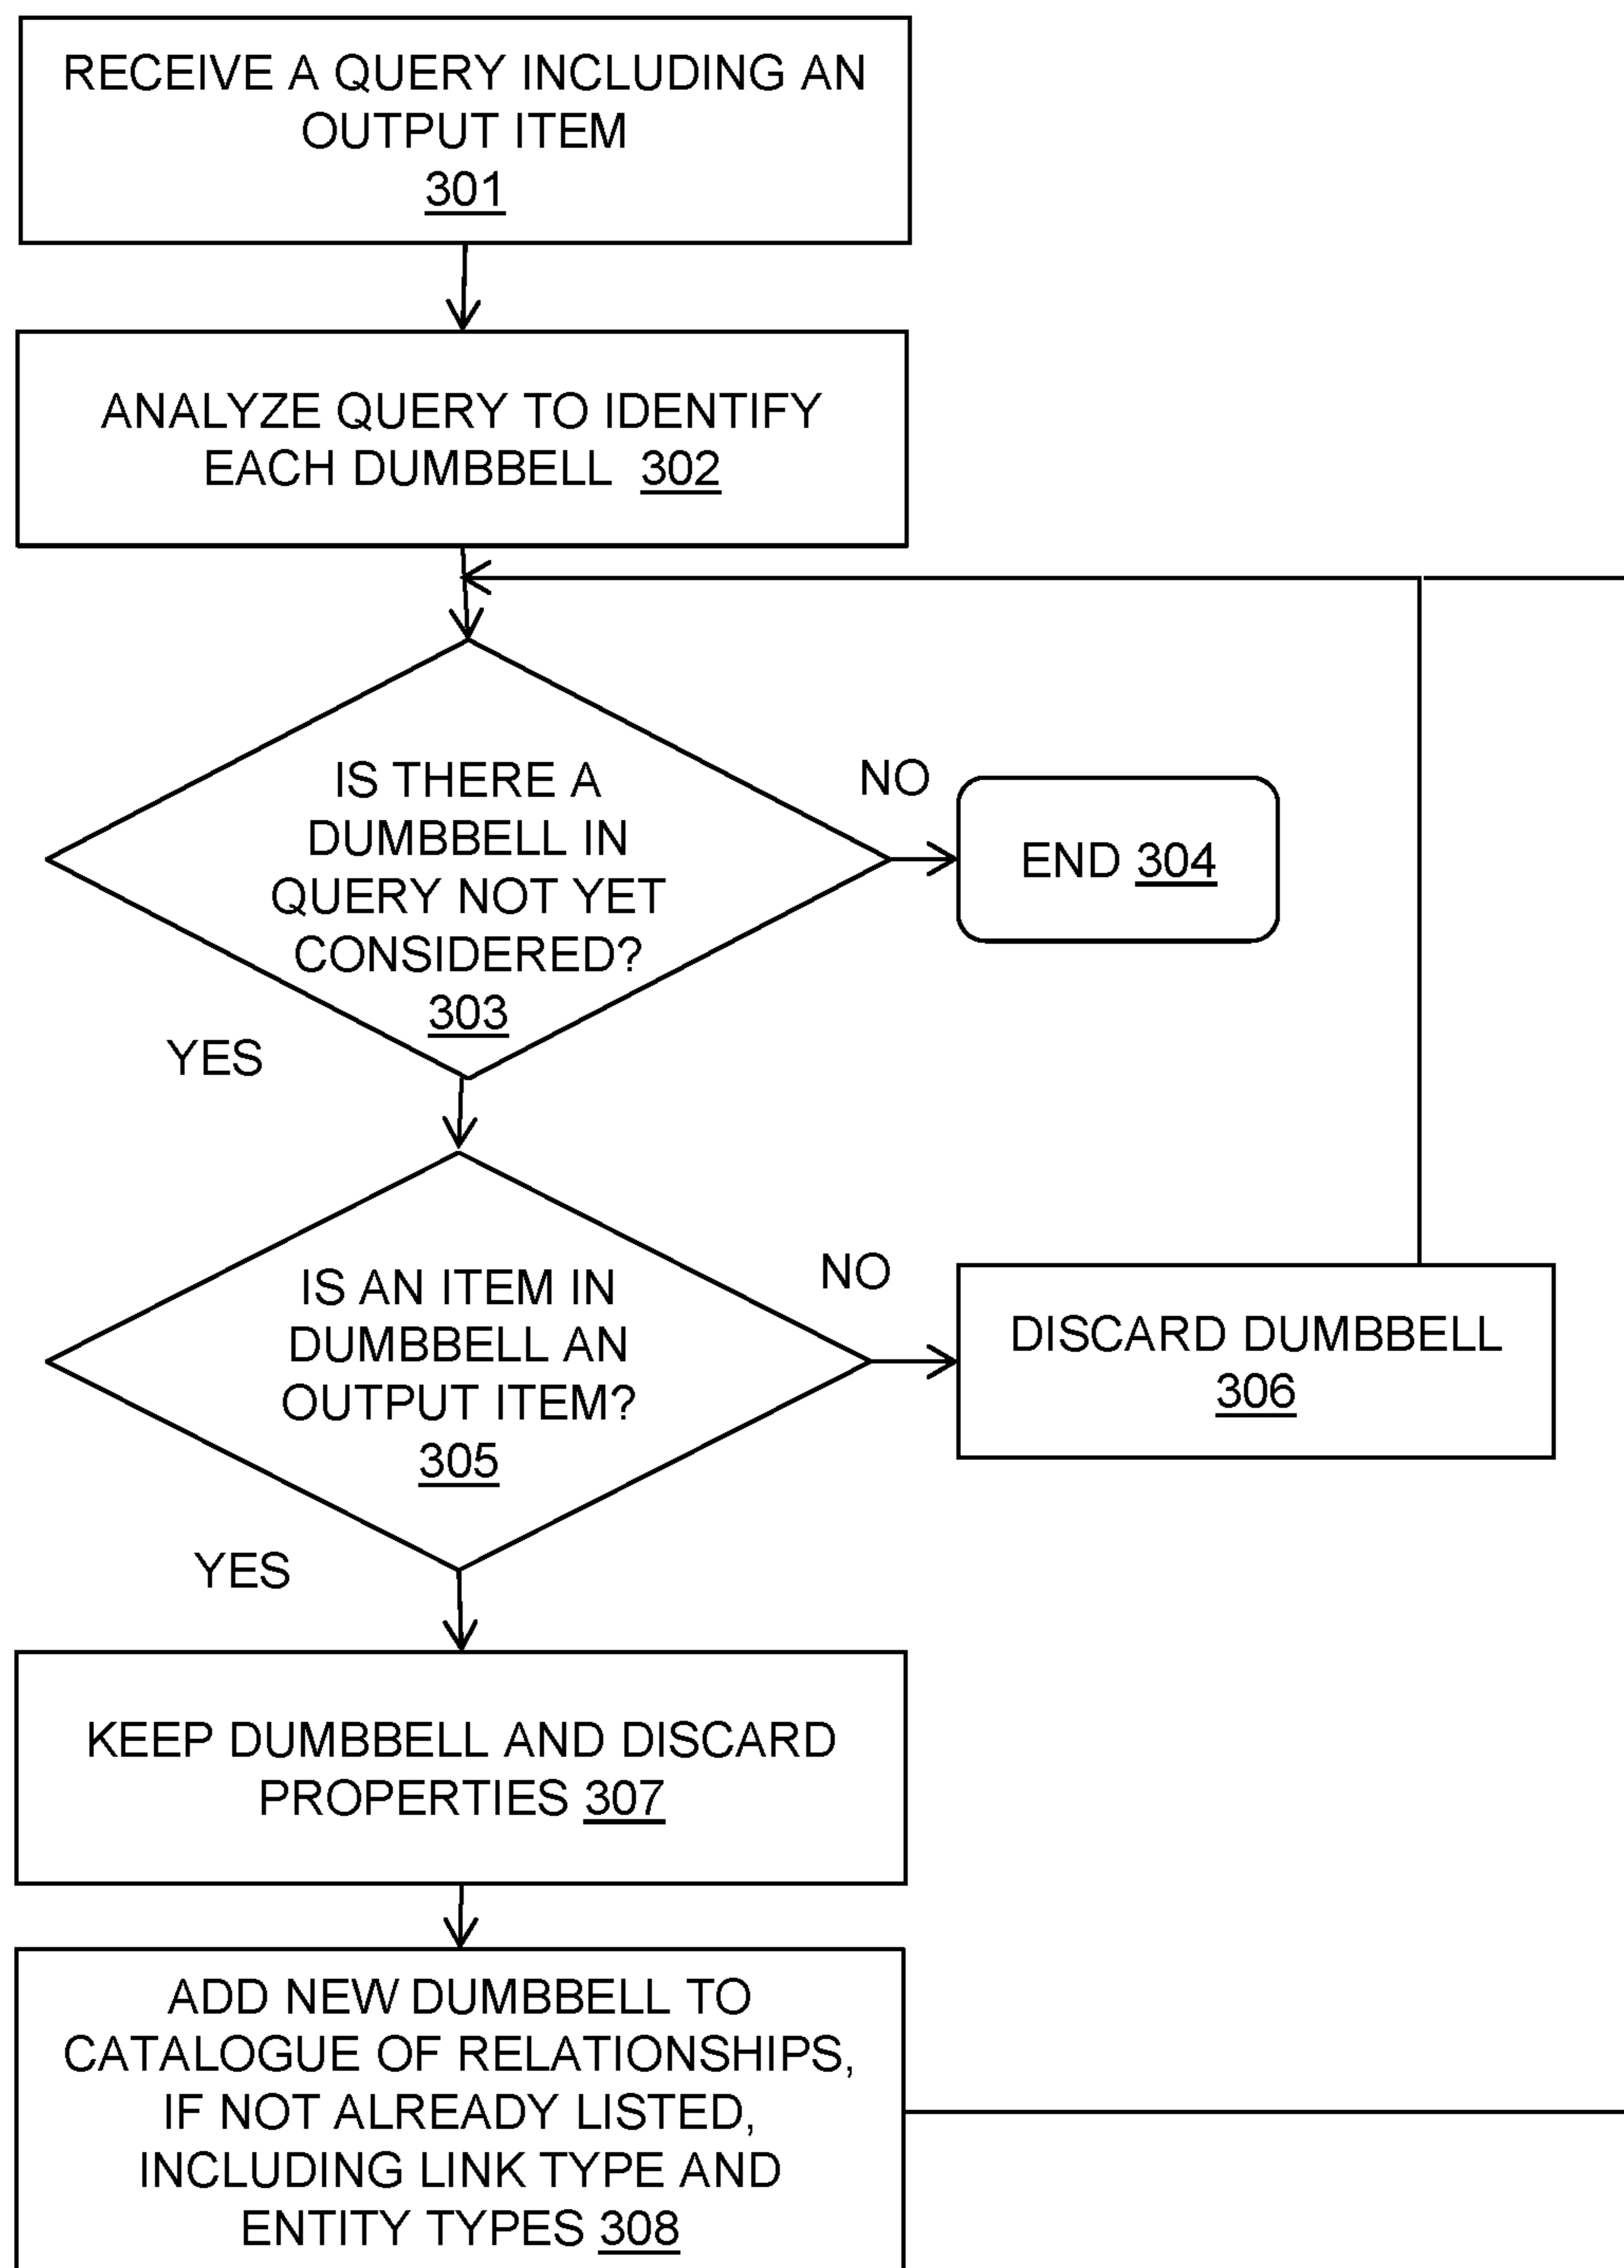 RECEIVE A QUERY INCLUDING AN
OUTPUT ITEM
301
ANALYZE QUERY TO IDENTIFY
EACH DUMBBELL 302
IS THERE A
DUMBBELL IN
QUERY NOT YET
CONSIDERED?
303
NO
END 304
YES
IS AN ITEM IN
DUMBBELL AN
OUTPUT ITEM?
305
NO
DISCARD DUMBBELL
306
YES
KEEP DUMBBELL AND DISCARD
PROPERTIES 307
ADD NEW DUMBBELL TO
CATALOGUE OF RELATIONSHIPS,
IF NOT ALREADY LISTED,
INCLUDING LINK TYPE AND
ENTITY TYPES 308